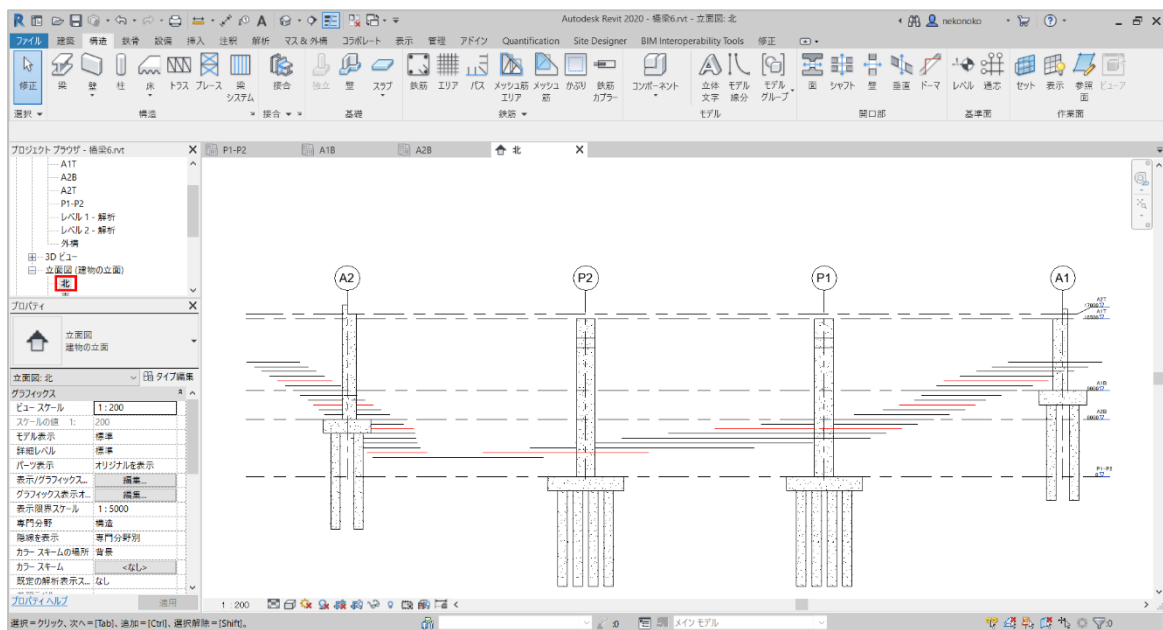 Autodesk Revit 2020 - 橋梁6.rvt - 立面図: 北
nekonoko
ファイル 建築 構造 鉄骨 設備 挿入 注釈 解析 マス & 外構 コラボレート 表示 管理 アドイン Quantification Site Designer BIM Interoperability Tools 修正
修正 梁 壁 柱 床 トラス ブレース 梁 システム 接合 独立 壁 スラブ 鉄筋 エリア パス メッシュ筋 エリア メッシュ 筋 かぶり 鉄筋 カプラー コンポーネント 立体 文字 モデル 線分 モデル グループ 面 シャフト 壁 垂直 ドーマ レベル 通芯 セット 表示 参照 面 ビューア
選択 構造 接合 基礎 鉄筋 モデル 開口部 基準面 作業面
プロジェクト ブラウザ - 橋梁6.rvt
P1-P2 A1B A2B 北
A1T
A2B
A2T
P1-P2
レベル 1 - 解析
レベル 2 - 解析
外構
3D ビュー
立面図 (建物の立面)
北
プロパティ
立面図
建物の立面
立面図: 北 タイプ編集
グラフィックス
ビュー スケール 1 : 200
スケールの値 1: 200
モデル表示 標準
詳細レベル 標準
パーツ表示 オリジナルを表示
表示/グラフィックス... 編集...
グラフィックス表示オ... 編集...
表示限界スケール 1 : 5000
専門分野 構造
隠線を表示 専門分野別
カラー スキームの場所 背景
カラー スキーム <なし>
既定の解析表示ス... なし
プロパティ ヘルプ 適用
A2 P2 P1 A1
A2T
17000
A1T
A1B
A2B
P1-P2
0
1 : 200
選択 = クリック、次へ = [Tab]、追加 = [Ctrl]、選択解除 = [Shift]。
:0 メイン モデル :0